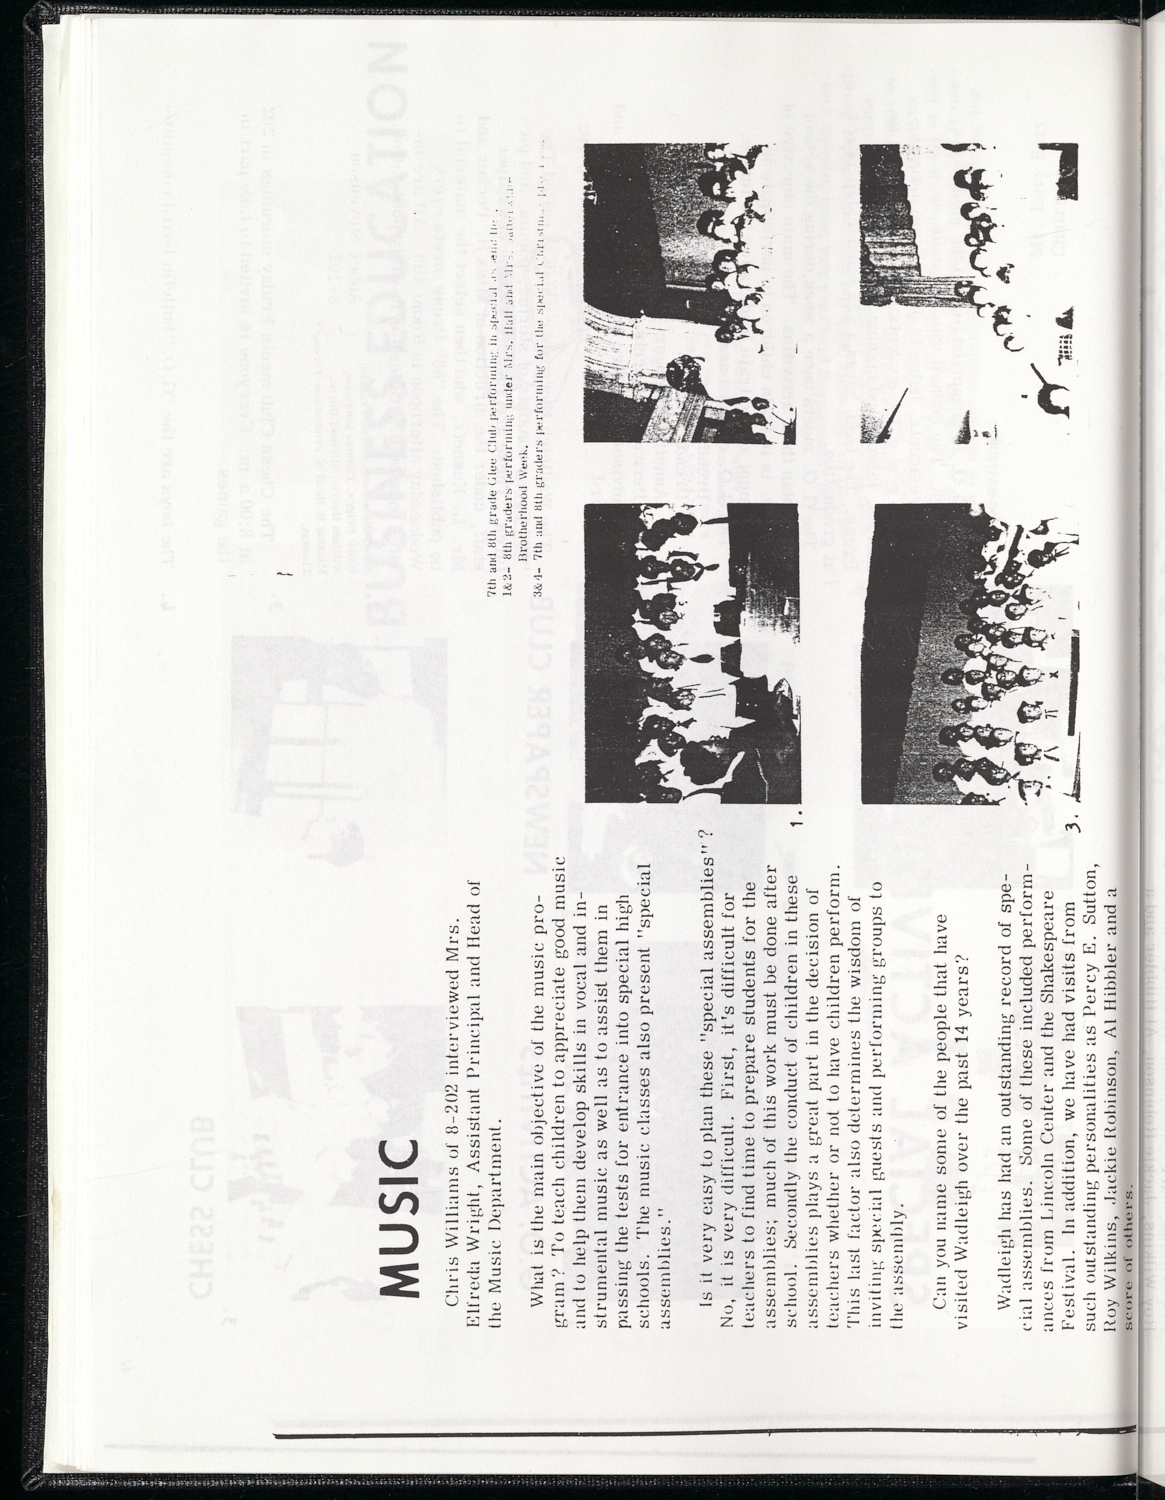 MUSIC
Chris Williams of 8-202 interviewed Mrs.
Elfreda Wright, Assistant Principal and Head of
the Music Department.
What is the main objective of the music pro-
gram? To teach children to appreciate good music
and to help them develop skills in vocal and in-
strumental music as well as to assist them in
passing the tests for entrance into special high
schools. The music classes also present "special
assemblies."
Is it very easy to plan these "special assemblies"?
No, it is very difficult. First, it's difficult for
teachers to find time to prepare students for the
assemblies; much of this work must be done after
school. Secondly the conduct of children in these
assemblies plays a great part in the decision of
teachers whether or not to have children perform.
This last factor also determines the wisdom of
inviting special guests and performing groups to
the assembly.
Can you name some of the people that have
visited Wadleigh over the past 14 years?
Wadleigh has had an outstanding record of spe-
cial assemblies. Some of these included perform-
ances from Lincoln Center and the Shakespeare
Festival. In addition, we have had visits from
such outstanding personalities as Percy E. Sutton,
Roy Wilkins, Jackie Robinson, Al Hibbler and a
score of others.
7th and 8th grade Glee Club performing in special
1&2- 8th graders performing under Mrs. Hall and Mrs.
Brotherhood Week.
3&4- 7th and 8th graders performing for the special Christmas
1.
3.